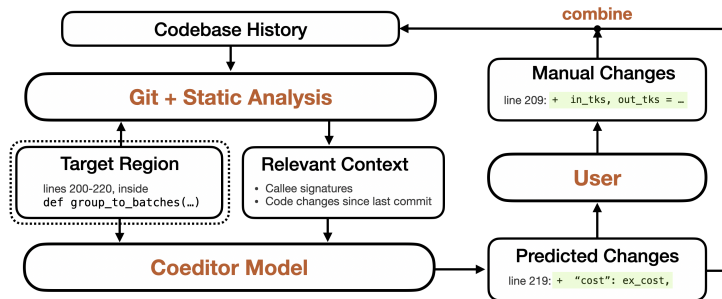 combine
Codebase History
Git + Static Analysis
Manual Changes
line 209: + in_tks, out_tks = …
Target Region
lines 200-220, inside
def group_to_batches(…)
Relevant Context
• Callee signatures
• Code changes since last commit
User
Coeditor Model
Predicted Changes
line 219: + “cost”: ex_cost,